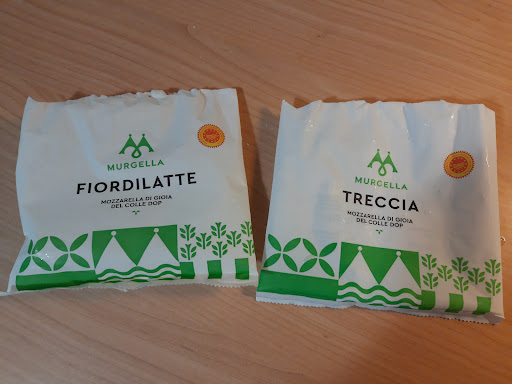 MURGELLA
FIORDILATTE
MOZZARELLA DI GIOIA
DEL COLLE DOP
MURGELLA
TRECCIA
MOZZARELLA DI GIOIA
DEL COLLE DOP